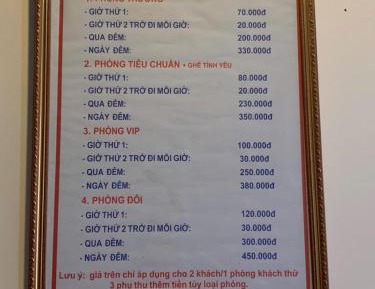 1. PHÒNG THƯỜNG
- GIỜ THỨ 1: 70.000đ
- GIỜ THỨ 2 TRỞ ĐI MỖI GIỜ: 20.000đ
- QUA ĐÊM: 200.000đ
- NGÀY ĐÊM: 330.000đ
2. PHÒNG TIÊU CHUẨN + GHẾ TÌNH YÊU
- GIỜ THỨ 1: 80.000đ
- GIỜ THỨ 2 TRỞ ĐI MỖI GIỜ: 20.000đ
- QUA ĐÊM: 230.000đ
- NGÀY ĐÊM: 350.000đ
3. PHÒNG VIP
- GIỜ THỨ 1: 100.000đ
- GIỜ THỨ 2 TRỞ ĐI MỖI GIỜ: 30.000đ
- QUA ĐÊM: 250.000đ
- NGÀY ĐÊM: 380.000đ
4. PHÒNG ĐÔI
- GIỜ THỨ 1: 120.000đ
- GIỜ THỨ 2 TRỞ ĐI MỖI GIỜ: 30.000đ
- QUA ĐÊM: 300.000đ
- NGÀY ĐÊM: 450.000đ
Lưu ý: giá trên chỉ áp dụng cho 2 khách/1 phòng khách thứ
3 phụ thu thêm tiền tùy loại phòng.